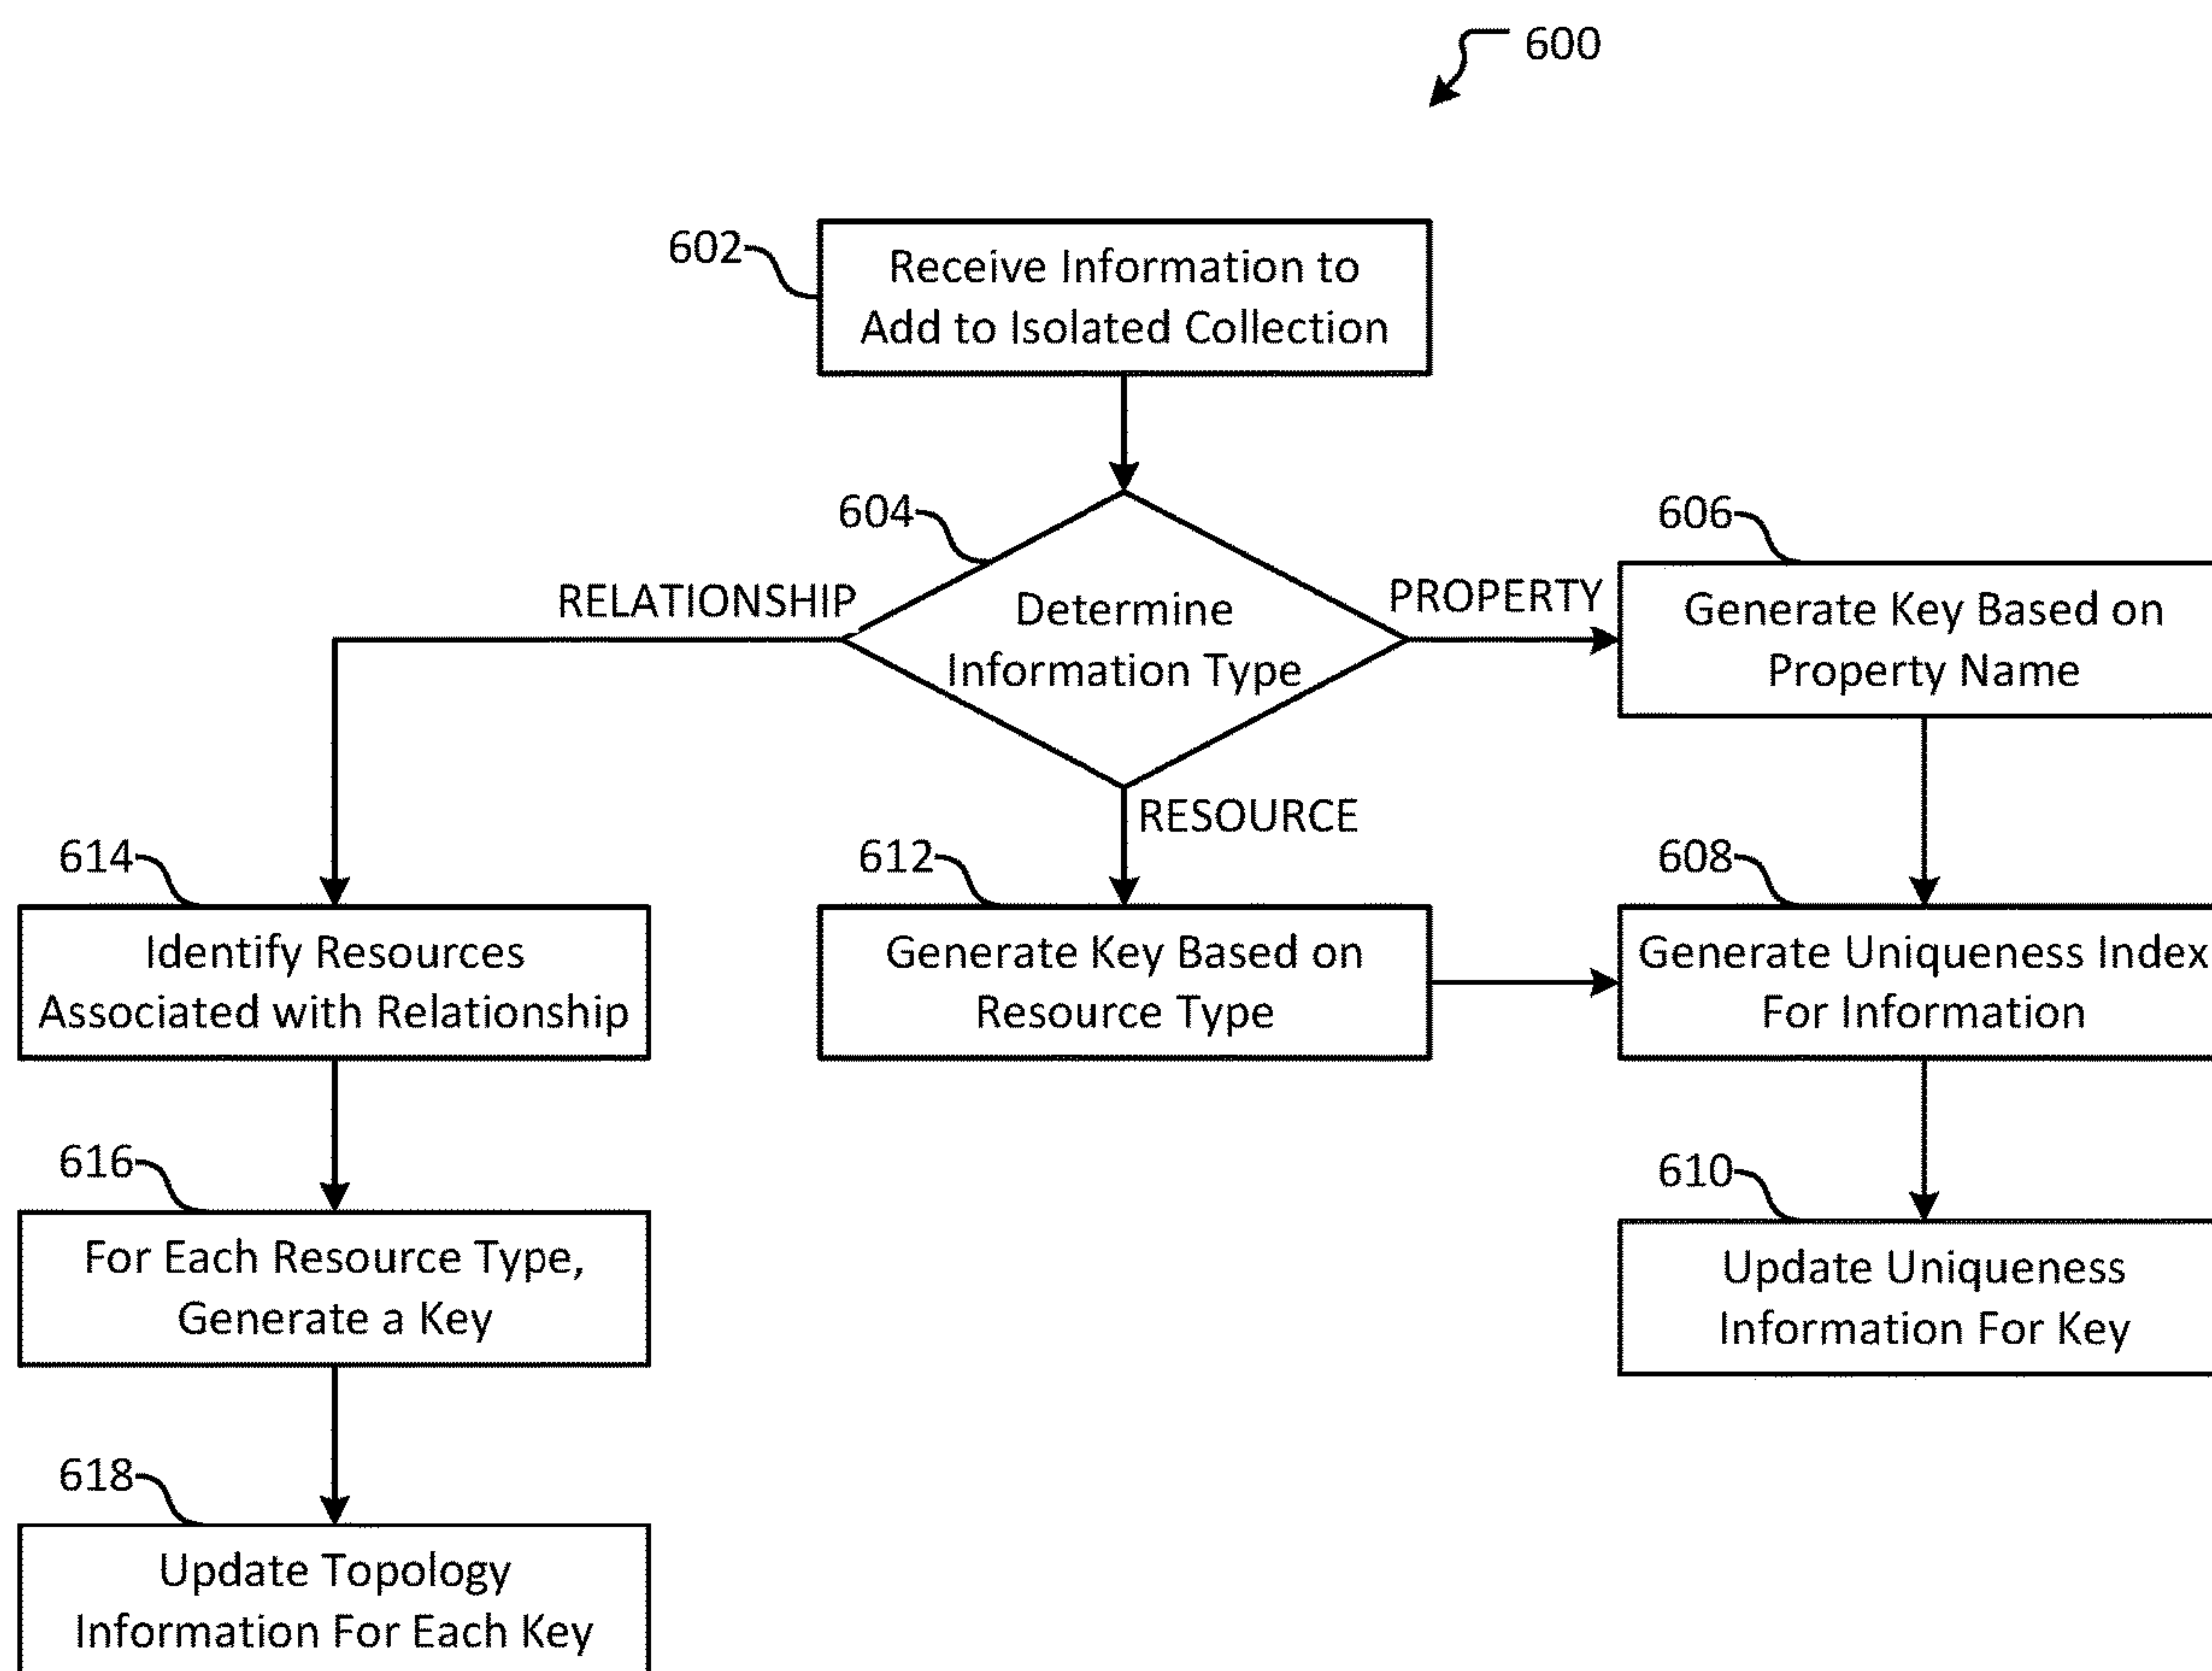 600
602
Receive Information to
Add to Isolated Collection
604
606
RELATIONSHIP
PROPERTY
Determine
Information Type
Generate Key Based on
Property Name
RESOURCE
614
612
608
Identify Resources
Associated with Relationship
Generate Key Based on
Resource Type
Generate Uniqueness Index
For Information
616
610
For Each Resource Type,
Generate a Key
Update Uniqueness
Information For Key
618
Update Topology
Information For Each Key